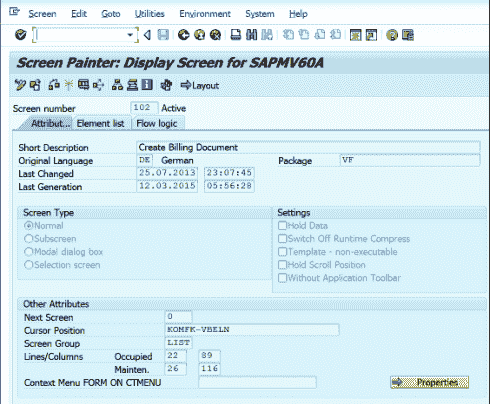 Screen Edit Goto Utilities Environment System Help
Screen Painter: Display Screen for SAPMV60A
Layout
Screen number 102 Active
Attribut... Element list Flow logic
Short Description Create Billing Document
Original Language DE German Package VF
Last Changed 25.07.2013 23:07:45
Last Generation 12.03.2015 05:56:28
Screen Type Settings
Normal Hold Data
Subscreen Switch Off Runtime Compress
Modal dialog box Template - non-executable
Selection screen Hold Scroll Position
Without Application Toolbar
Other Attributes
Next Screen 0
Cursor Position KOMFK-VBELN
Screen Group LIST
Lines/Columns Occupied 22 89
Mainten. 26 116
Context Menu FORM ON CTMENU Properties